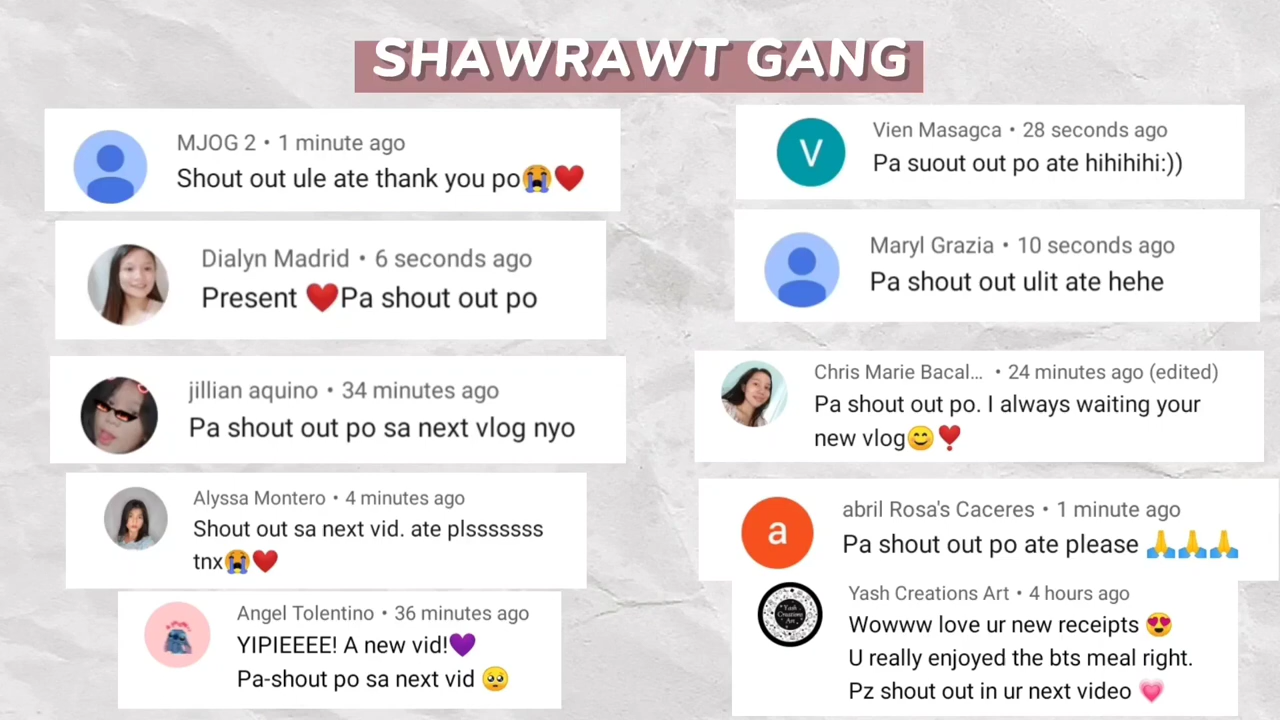 SHAWRAWT GANG
MJOG 2 • 1 minute ago
Shout out ule ate thank you po😭❤️
Dialyn Madrid • 6 seconds ago
Present ❤️Pa shout out po
jillian aquino • 34 minutes ago
Pa shout out po sa next vlog nyo
Alyssa Montero • 4 minutes ago
Shout out sa next vid. ate plsssssss
tnx😭❤️
Angel Tolentino • 36 minutes ago
YIPIEEEE! A new vid!💜
Pa-shout po sa next vid 🥺
V
Vien Masagca • 28 seconds ago
Pa suout out po ate hihihihi:))
Maryl Grazia • 10 seconds ago
Pa shout out ulit ate hehe
Chris Marie Bacal... • 24 minutes ago (edited)
Pa shout out po. I always waiting your
new vlog😊❣️
a
abril Rosa's Caceres • 1 minute ago
Pa shout out po ate please 🙏🙏🙏
Yash
Creations
Art
Yash Creations Art • 4 hours ago
Wowww love ur new receipts 😍
U really enjoyed the bts meal right.
Pz shout out in ur next video 💗